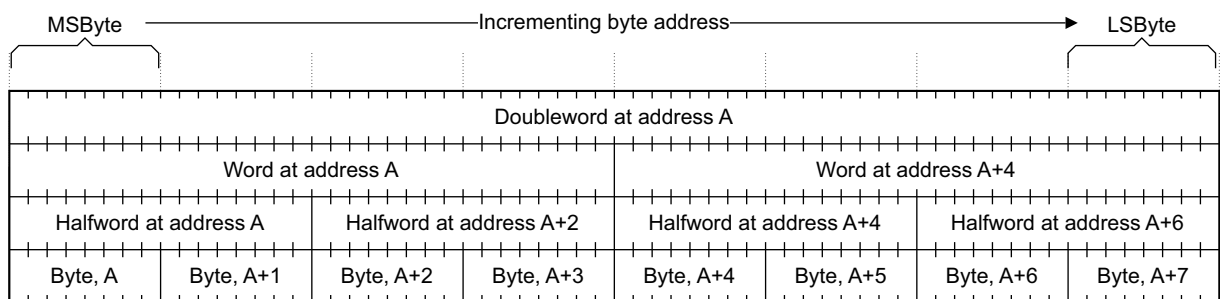 MSByte Incrementing byte address LSByte
Doubleword at address A
Word at address A Word at address A+4
Halfword at address A Halfword at address A+2 Halfword at address A+4 Halfword at address A+6
Byte, A Byte, A+1 Byte, A+2 Byte, A+3 Byte, A+4 Byte, A+5 Byte, A+6 Byte, A+7